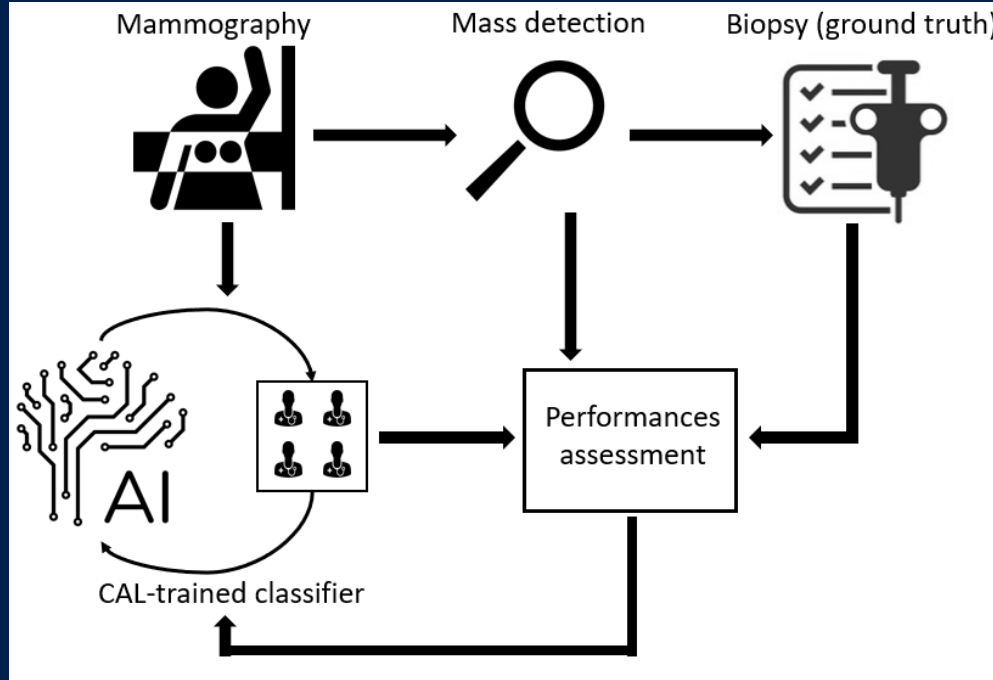 Mammography
Mass detection
Biopsy (ground truth)
AI
Performances
assessment
CAL-trained classifier